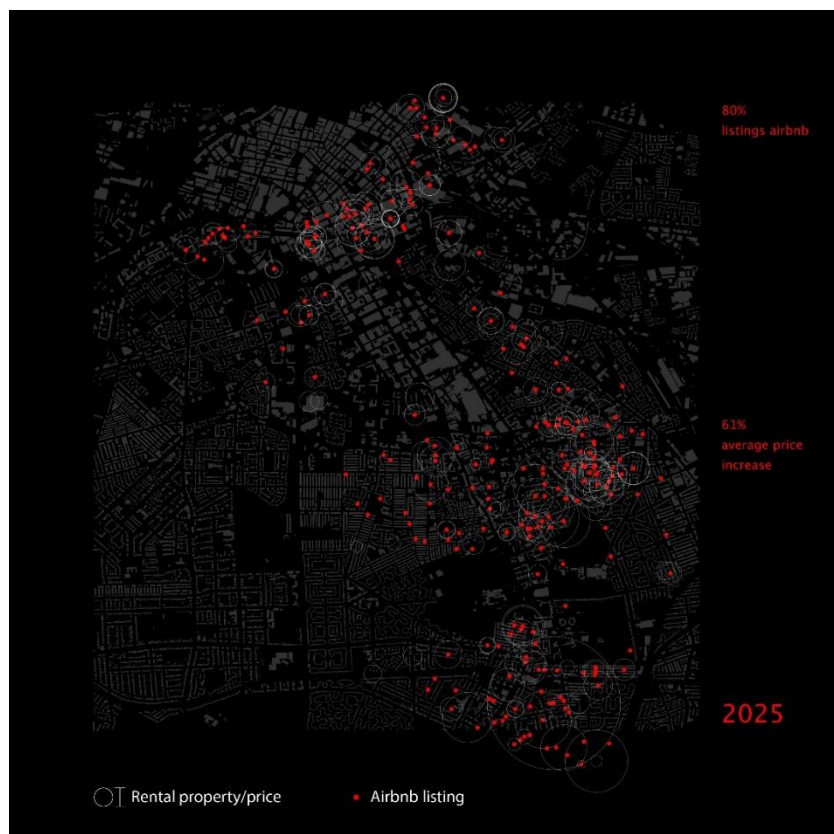 80%
listings airbnb
61%
average price
increase
2025
Rental property/price
Airbnb listing